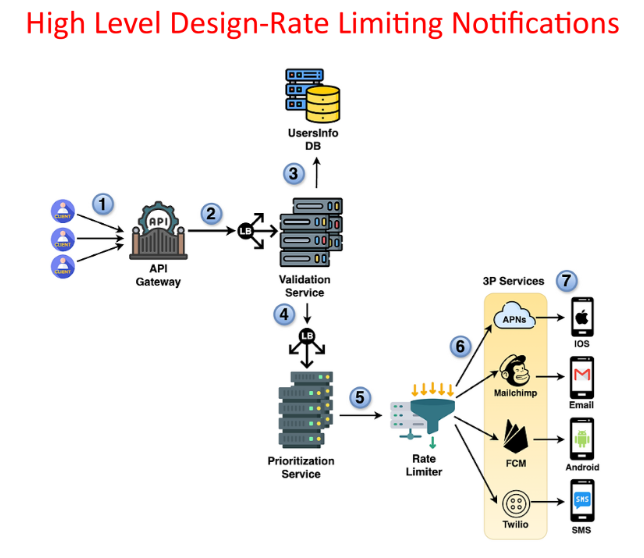 High Level Design-Rate Limiting Notifications
UsersInfo
DB
3
1
2
CLIENT
CLIENT
CLIENT
API
LB
API
Gateway
Validation
Service
4
LB
3P Services
7
APNs
IOS
6
Mailchimp
Email
5
Prioritization
Service
Rate
Limiter
FCM
Android
SMS
Twilio
SMS